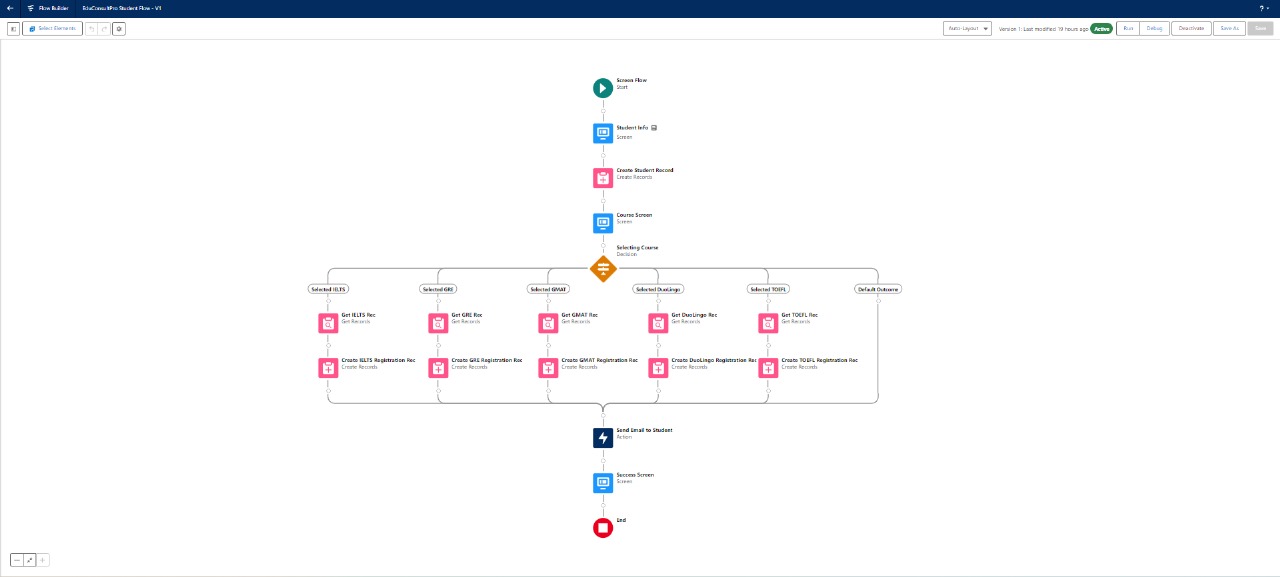 Flow Builder EduConsultPro Student Flow - V1 ?
Select Elements Auto-Layout Version 1: Last modified 19 hours ago Active Run Debug Deactivate Save As Save
Screen Flow
Start
Student Info
Screen
Create Student Record
Create Records
Course Screen
Screen
Selecting Course
Decision
Selected IELTS Selected GRE Selected GMAT Selected DuoLingo Selected TOEFL Default Outcome
Get IELTS Rec Get GRE Rec Get GMAT Rec Get DuoLingo Rec Get TOEFL Rec
Get Records Get Records Get Records Get Records Get Records
Create IELTS Registration Rec Create GRE Registration Rec Create GMAT Registration Rec Create DuoLingo Registration Rec Create TOEFL Registration Rec
Create Records Create Records Create Records Create Records Create Records
Send Email to Student
Action
Success Screen
Screen
End